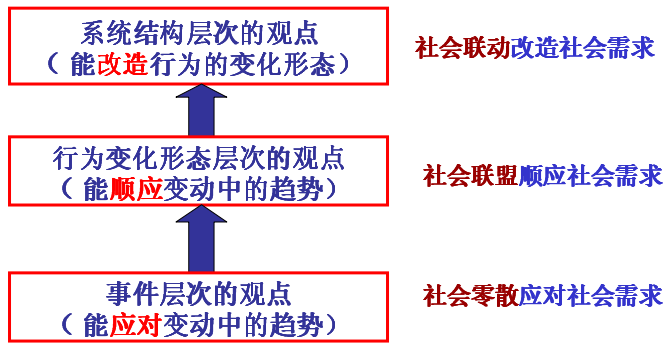 系统结构层次的观点
（ 能改造行为的变化形态）
社会联动改造社会需求
行为变化形态层次的观点
（ 能顺应变动中的趋势）
社会联盟顺应社会需求
事件层次的观点
（ 能应对变动中的趋势）
社会零散应对社会需求